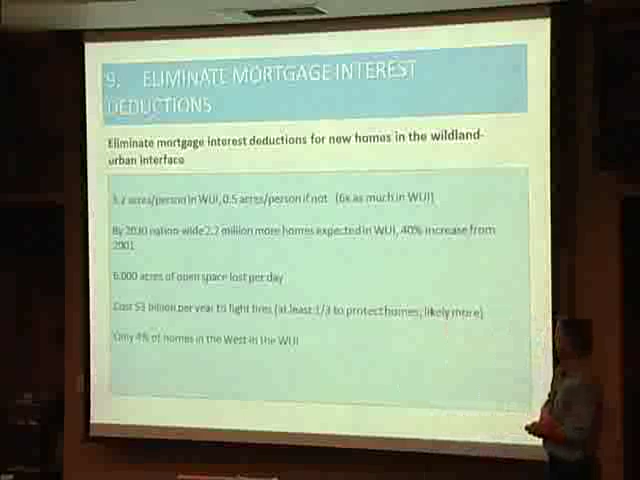 9. ELIMINATE MORTGAGE INTEREST
DEDUCTIONS
Eliminate mortgage interest deductions for new homes in the wildland-
urban interface
3.2 acres/person in WUI, 0.5 acres/person if not (6x as much in WUI)
By 2030 nation-wide 2.2 million more homes expected in WUI, 40% increase from
2001
6,000 acres of open space lost per day
Cost $3 billion per year to fight fires (at least 1/3 to protect homes, likely more)
Only 4% of homes in the West in the WUI